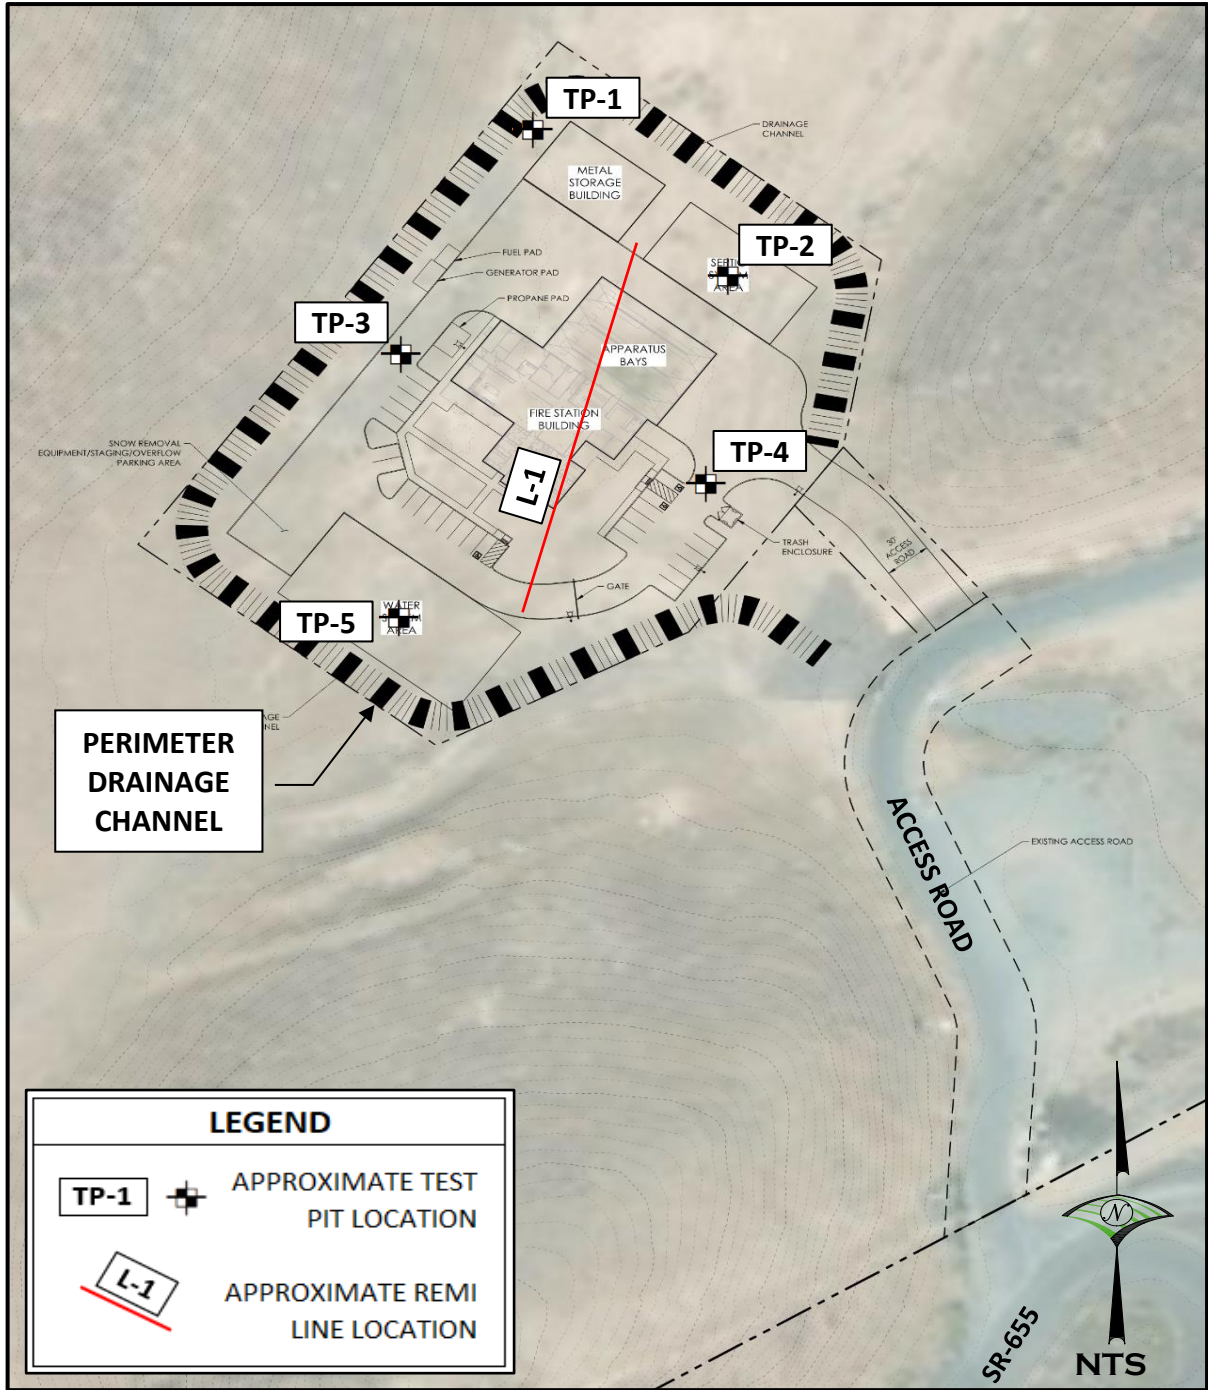 TP-1
DRAINAGE
CHANNEL
METAL
STORAGE
BUILDING
TP-2
SEPTIC
AREA
FUEL PAD
GENERATOR PAD
PROPANE PAD
TP-3
APPARATUS
BAYS
FIRE STATION
BUILDING
SNOW REMOVAL
EQUIPMENT/STAGING/OVERFLOW
PARKING AREA
L-1
TP-4
TRASH
ENCLOSURE
30'
ACCESS
ROAD
GATE
WATER
AREA
TP-5
PERIMETER
DRAINAGE
CHANNEL
ACCESS ROAD
EXISTING ACCESS ROAD
LEGEND
TP-1
APPROXIMATE TEST
PIT LOCATION
L-1
APPROXIMATE REMI
LINE LOCATION
N
NTS
SR-655